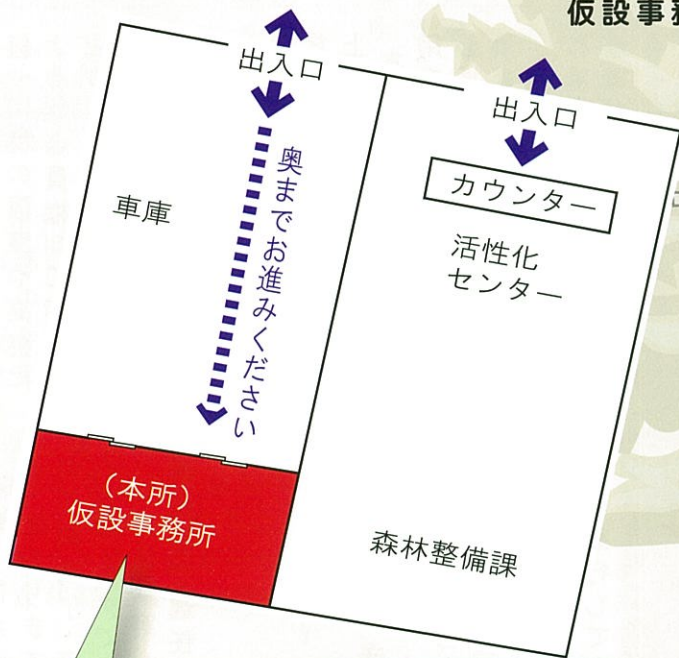 仮設事務
出入口
出入口
カウンター
奥までお進みください
車庫
活性化
センター
（本所）
仮設事務所
森林整備課